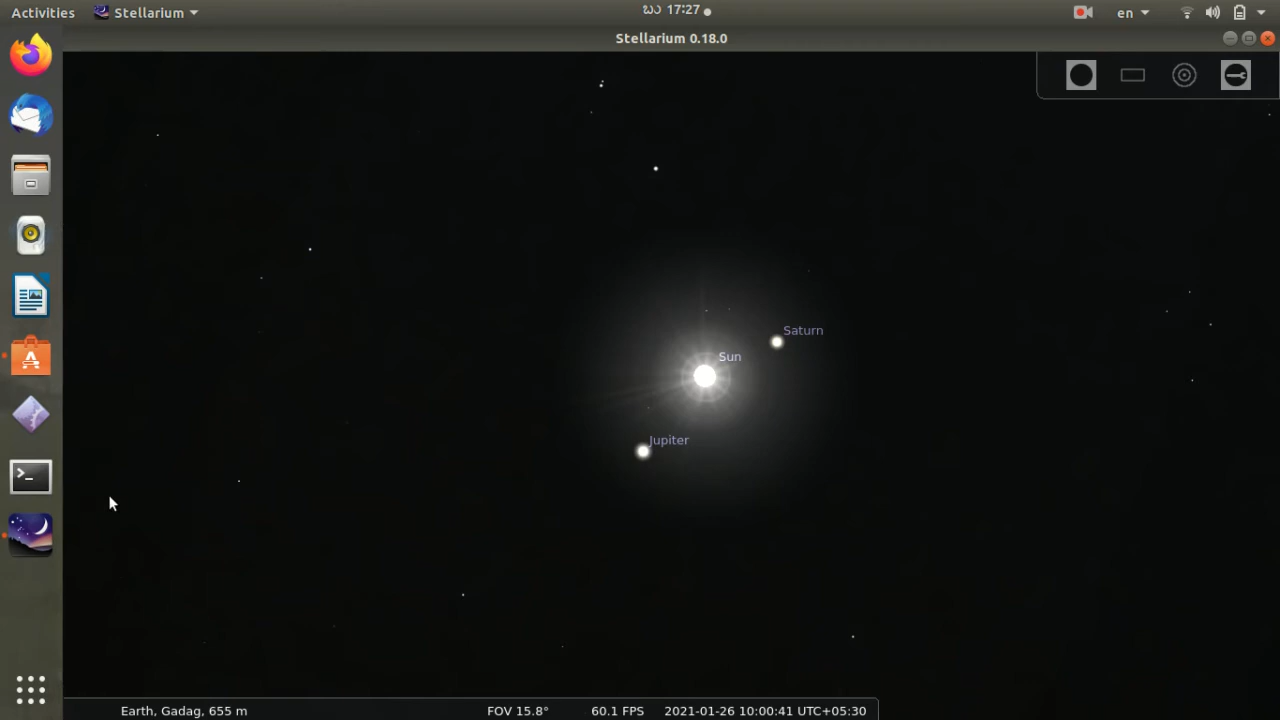 Activities Stellarium ಭಾ 17:27 en
Stellarium 0.18.0
Saturn
Sun
Jupiter
Earth, Gadag, 655 m FOV 15.8° 60.1 FPS 2021-01-26 10:00:41 UTC+05:30